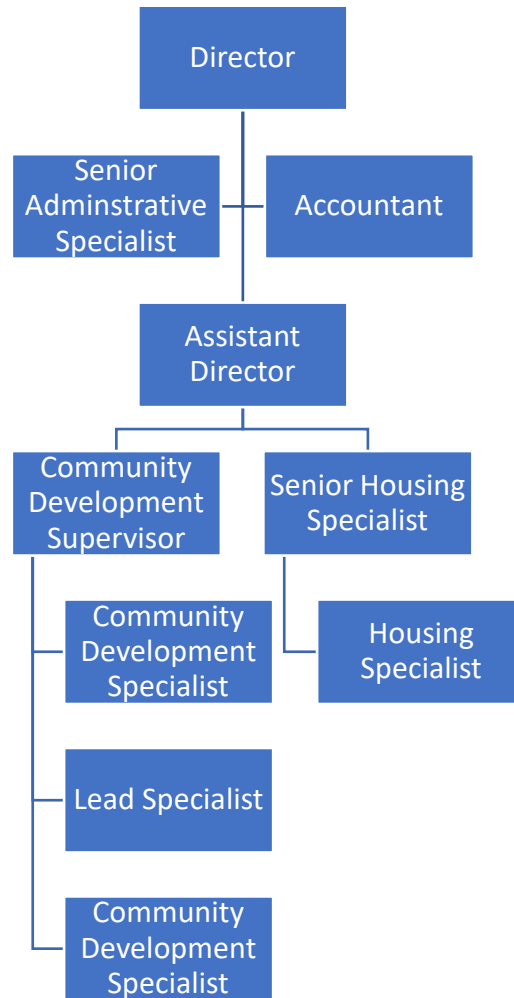 Director
Senior
Adminstrative
Specialist
Accountant
Assistant
Director
Community
Development
Supervisor
Senior Housing
Specialist
Community
Development
Specialist
Housing
Specialist
Lead Specialist
Community
Development
Specialist